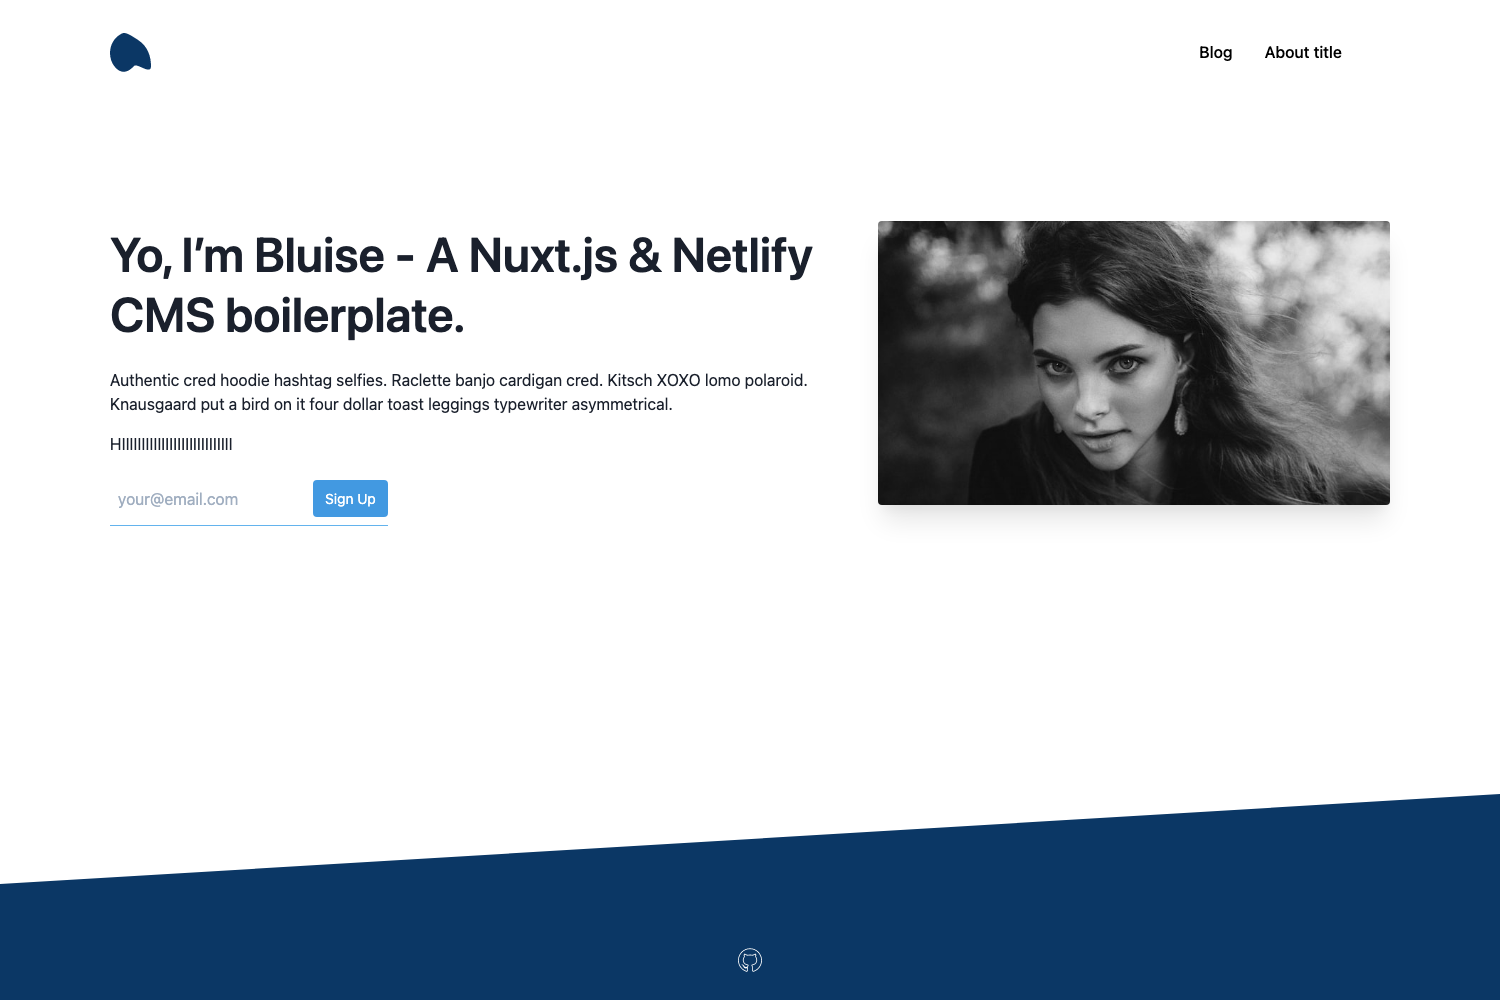 Blog
About title
Yo, I’m Bluise - A Nuxt.js & Netlify
CMS boilerplate.
Authentic cred hoodie hashtag selfies. Raclette banjo cardigan cred. Kitsch XOXO lomo polaroid.
Knausgaard put a bird on it four dollar toast leggings typewriter asymmetrical.
your@email.com
Sign Up